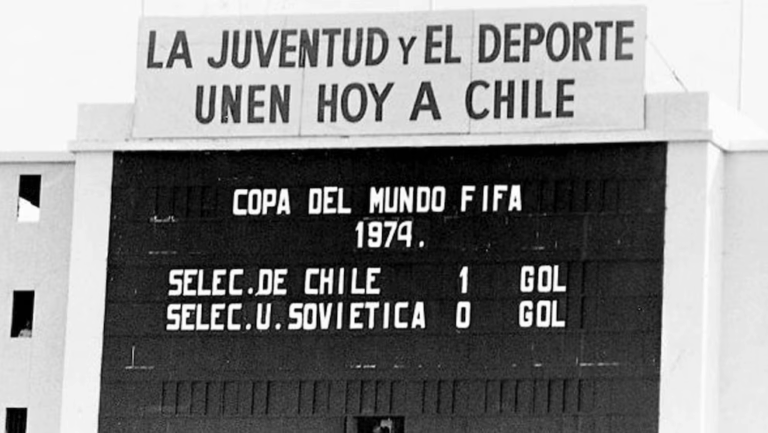 LA JUVENTUD Y EL DEPORTE
UNEN HOY A CHILE
COPA DEL MUNDO FIFA
1974.
SELEC.DE CHILE 1 GOL
SELEC.U.SOVIETICA 0 GOL